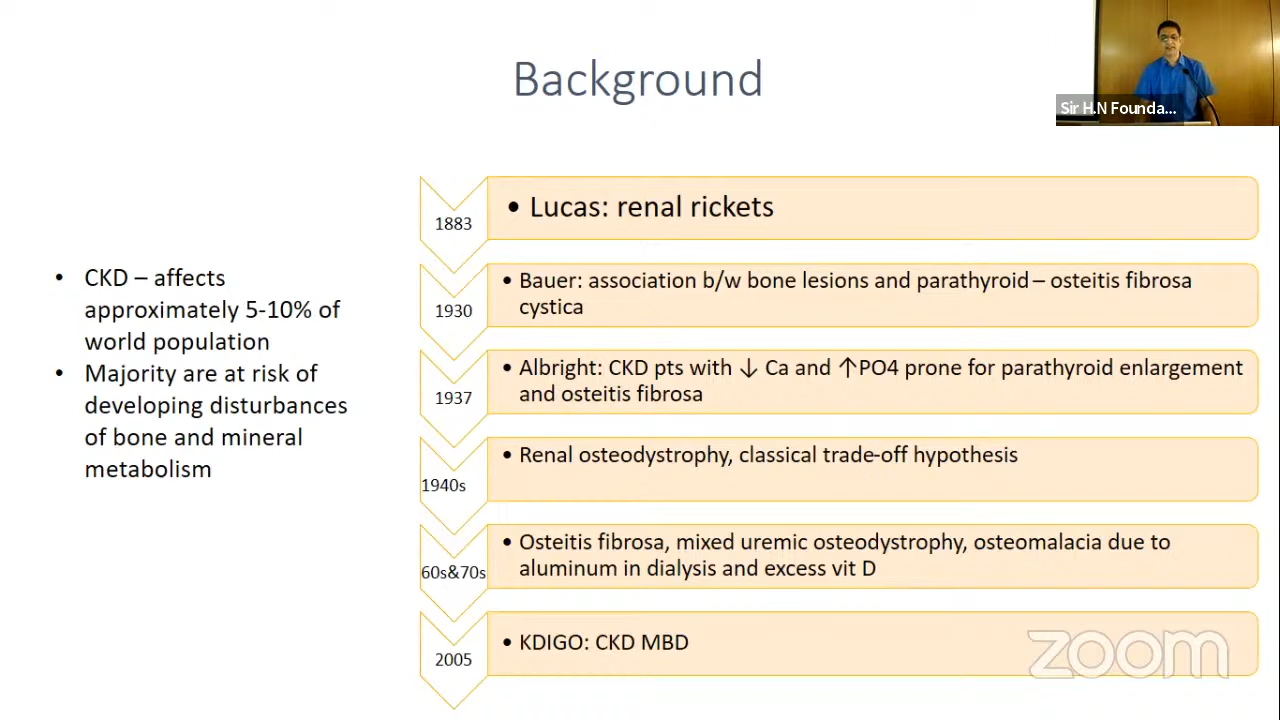 Background
Sir H.N Founda...
• CKD – affects
approximately 5-10% of
world population
• Majority are at risk of
developing disturbances
of bone and mineral
metabolism
1883
• Lucas: renal rickets
1930
• Bauer: association b/w bone lesions and parathyroid – osteitis fibrosa
cystica
1937
• Albright: CKD pts with ↓ Ca and ↑PO4 prone for parathyroid enlargement
and osteitis fibrosa
1940s
• Renal osteodystrophy, classical trade-off hypothesis
60s&70s
• Osteitis fibrosa, mixed uremic osteodystrophy, osteomalacia due to
aluminum in dialysis and excess vit D
2005
• KDIGO: CKD MBD
zoom